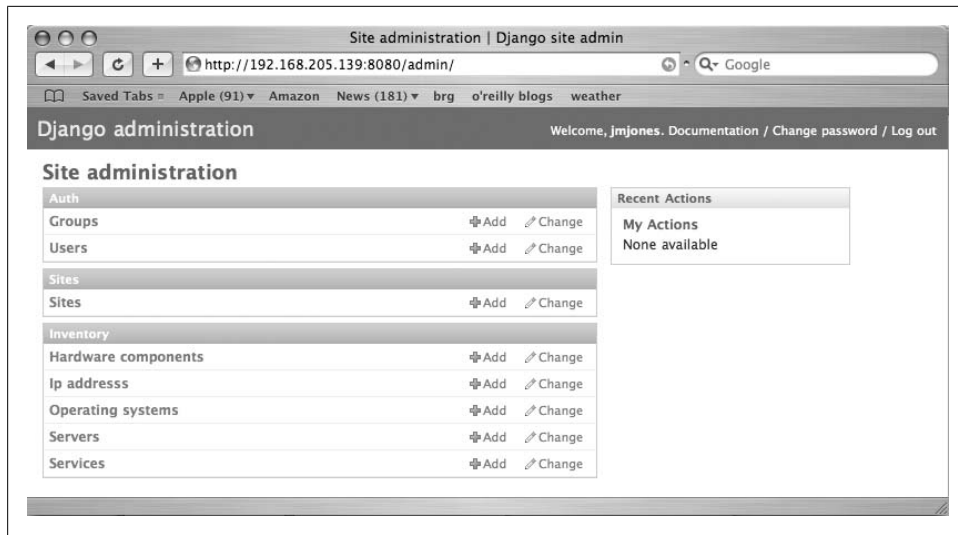 Site administration | Django site admin
http://192.168.205.139:8080/admin/
Google
Saved Tabs Apple (91) Amazon News (181) brg o'reilly blogs weather
Django administration
Welcome, jmjones. Documentation / Change password / Log out
Site administration
Auth
Groups Add Change
Users Add Change
Sites
Sites Add Change
Inventory
Hardware components Add Change
Ip addresss Add Change
Operating systems Add Change
Servers Add Change
Services Add Change
Recent Actions
My Actions
None available